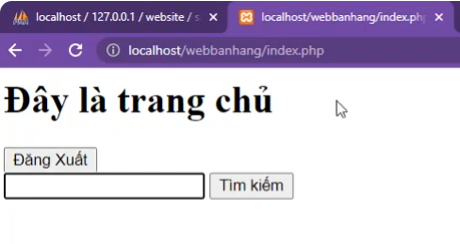 localhost / 127.0.0.1 / website / s
localhost/webbanhang/index.php
localhost/webbanhang/index.php
Đây là trang chủ
Đăng Xuất
Tìm kiếm